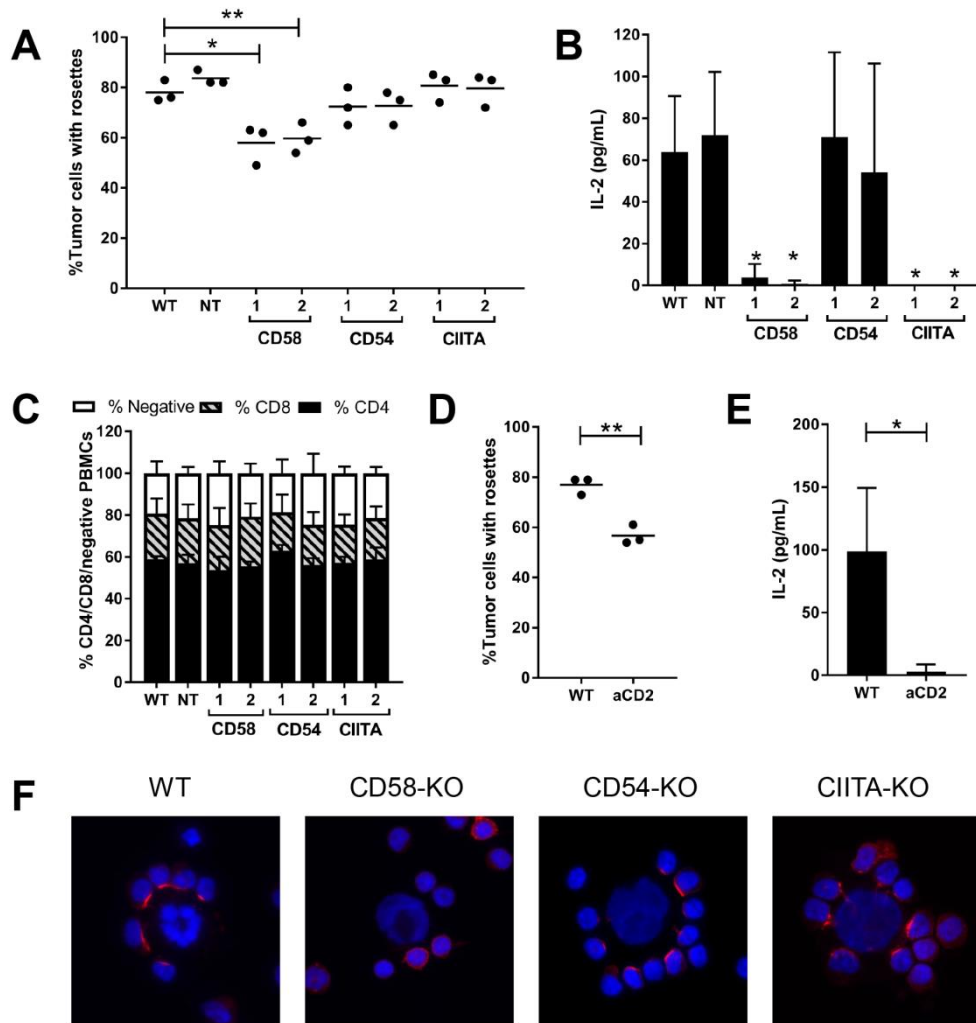 A
**
*
%Tumor cells with rosettes
100
80
60
40
20
0
WT NT 1 2 1 2 1 2
CD58 CD54 CIITA
B
IL-2 (pg/mL)
120
100
80
60
40
20
0
* * * *
WT NT 1 2 1 2 1 2
CD58 CD54 CIITA
C
% Negative % CD8 % CD4
% CD4/CD8/negative PBMCs
120
100
80
60
40
20
0
WT NT 1 2 1 2 1 2
CD58 CD54 CIITA
D
**
%Tumor cells with rosettes
100
80
60
40
20
0
WT aCD2
E
*
IL-2 (pg/mL)
200
150
100
50
0
WT aCD2
F
WT CD58-KO CD54-KO CIITA-KO